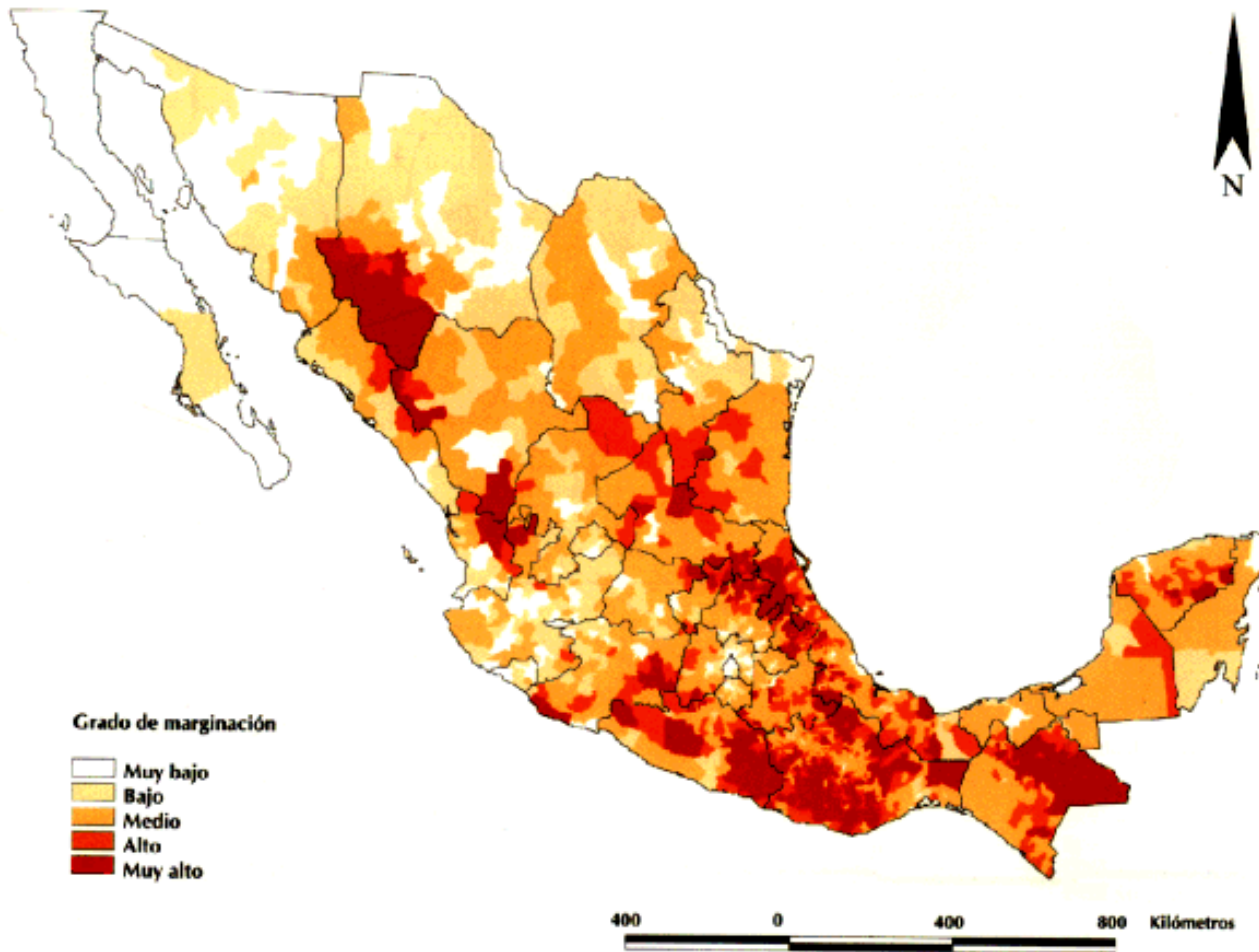 N
Grado de marginación
Muy bajo
Bajo
Medio
Alto
Muy alto
400 0 400 800 Kilómetros